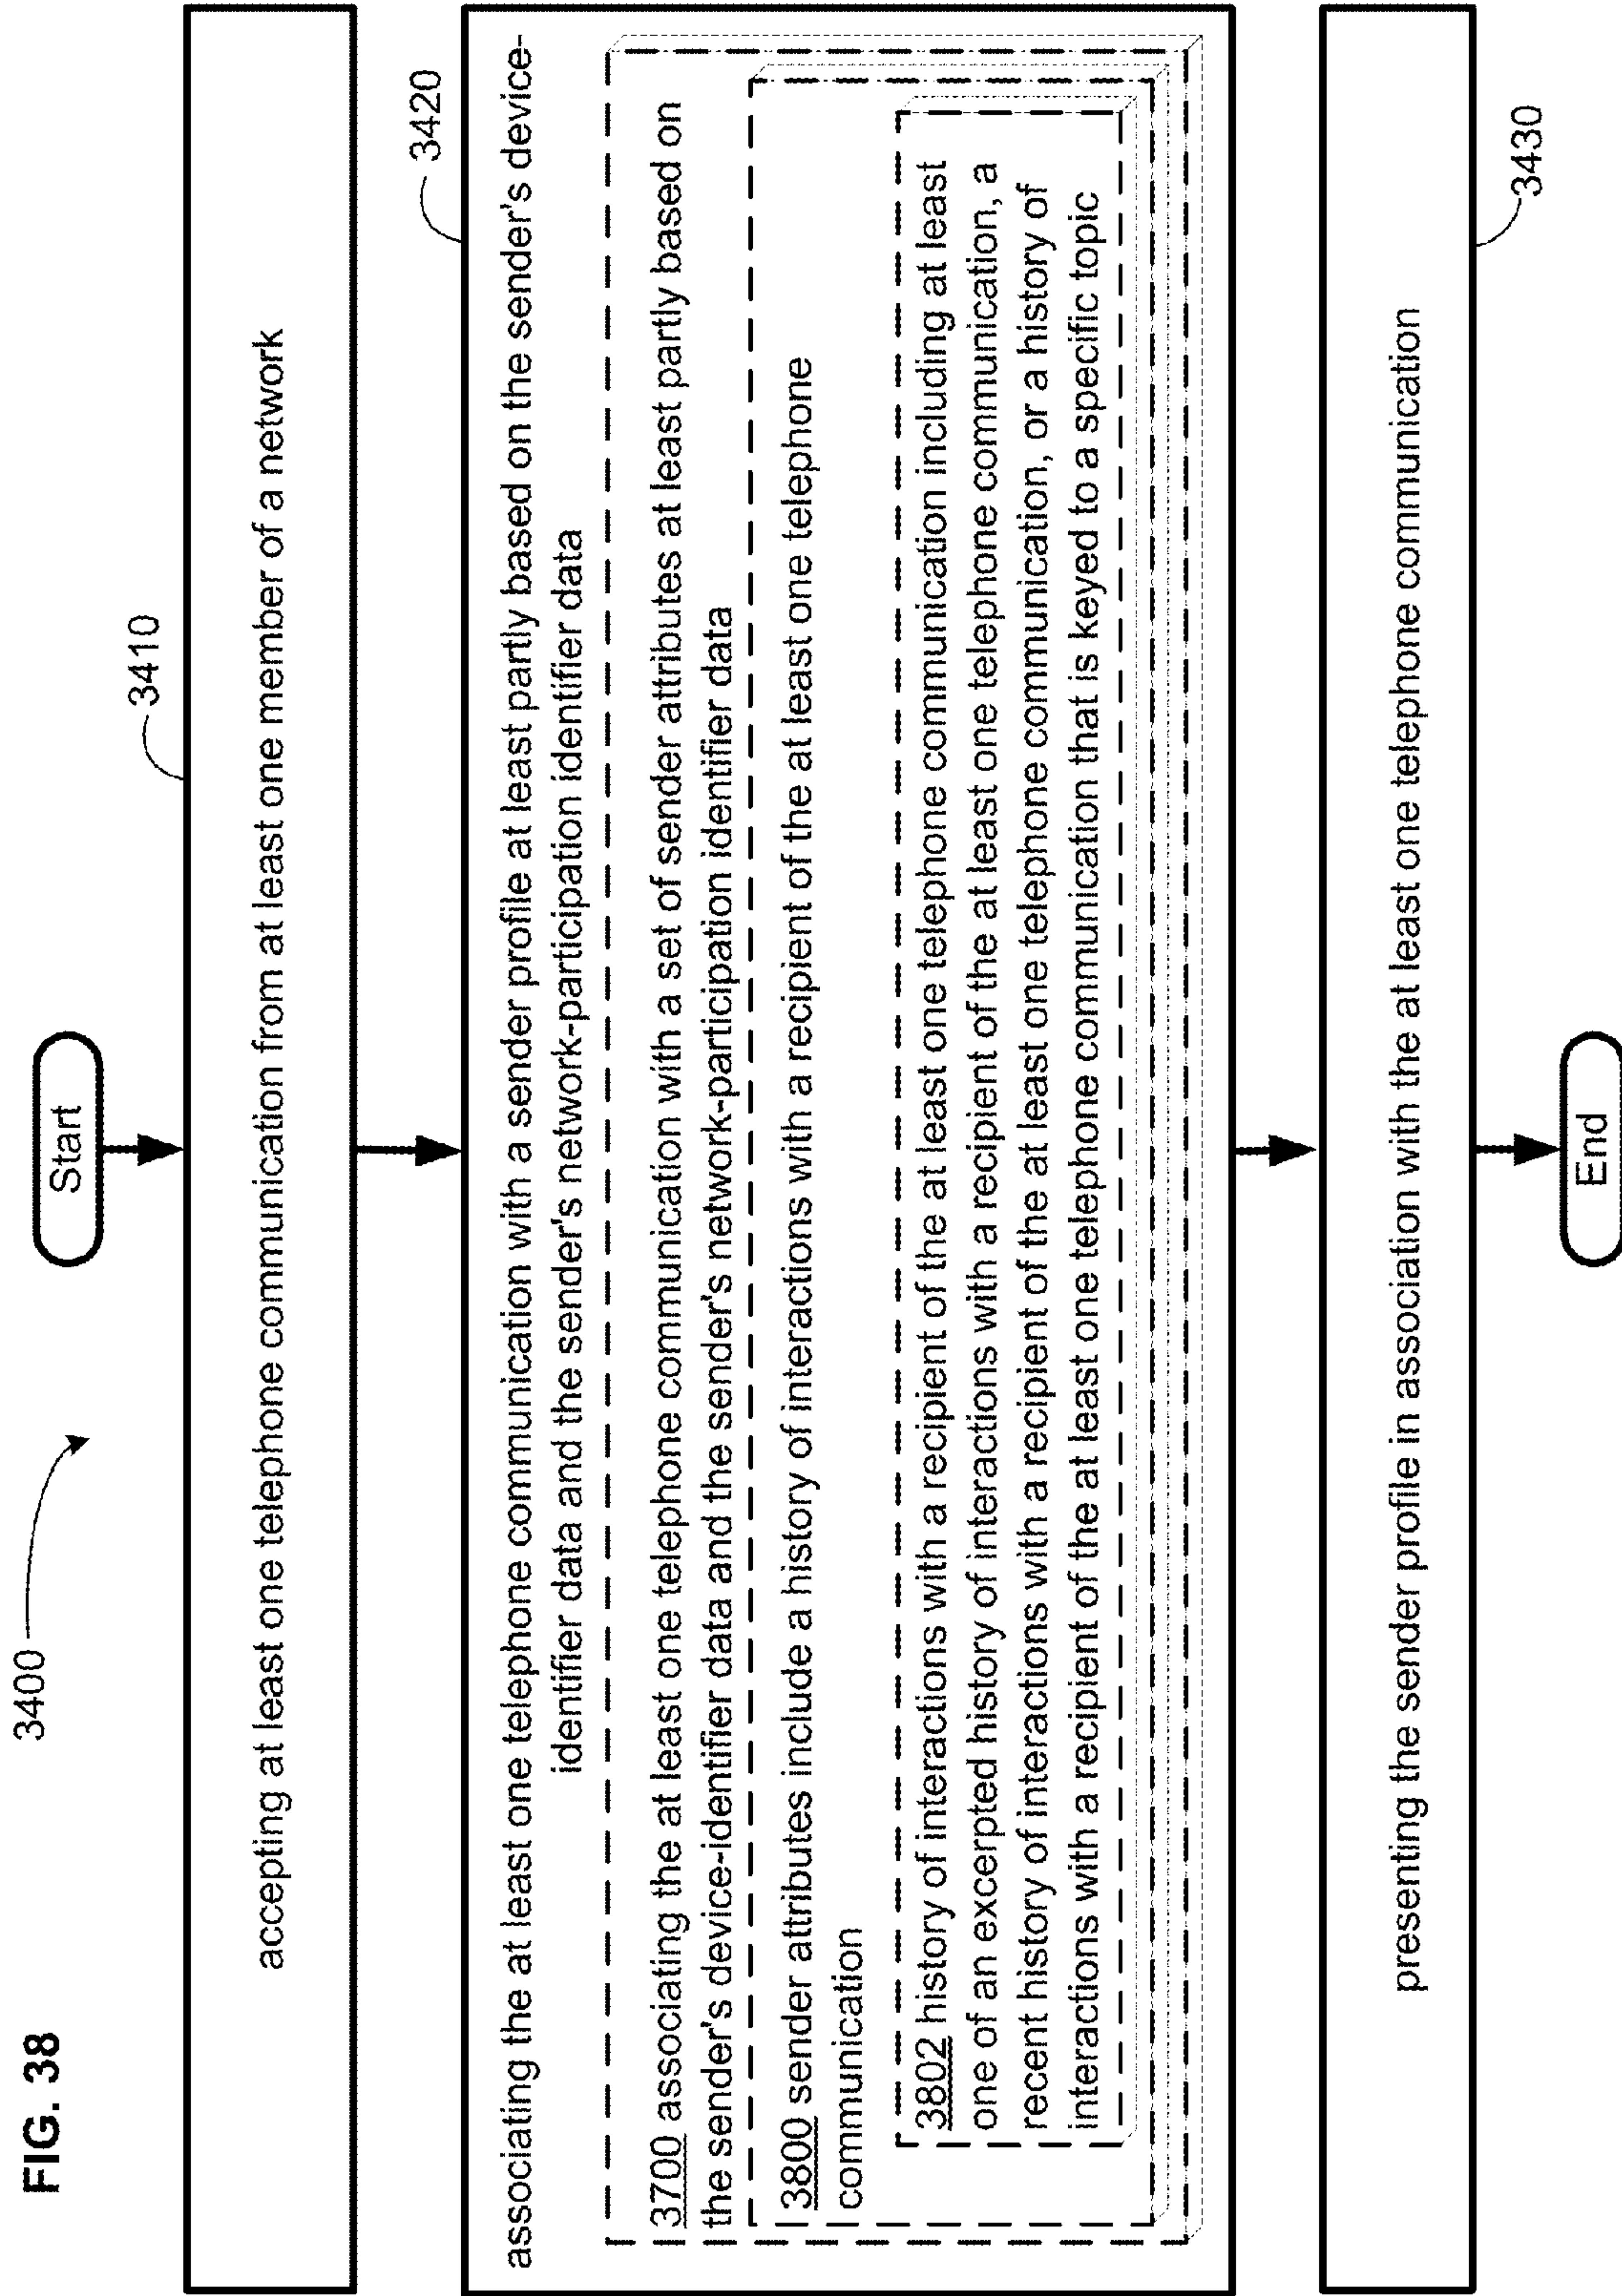 FIG. 38
3400
Start
3410
accepting at least one telephone communication from at least one member of a network
3420
associating the at least one telephone communication with a sender profile at least partly based on the sender's device-
identifier data and the sender's network-participation identifier data
3700 associating the at least one telephone communication with a set of sender attributes at least partly based on
the sender's device-identifier data and the sender's network-participation identifier data
3800 sender attributes include a history of interactions with a recipient of the at least one telephone
communication
3802 history of interactions with a recipient of the at least one telephone communication including at least
one of an excerpted history of interactions with a recipient of the at least one telephone communication, a
recent history of interactions with a recipient of the at least one telephone communication, or a history of
interactions with a recipient of the at least one telephone communication that is keyed to a specific topic
presenting the sender profile in association with the at least one telephone communication
3430
End